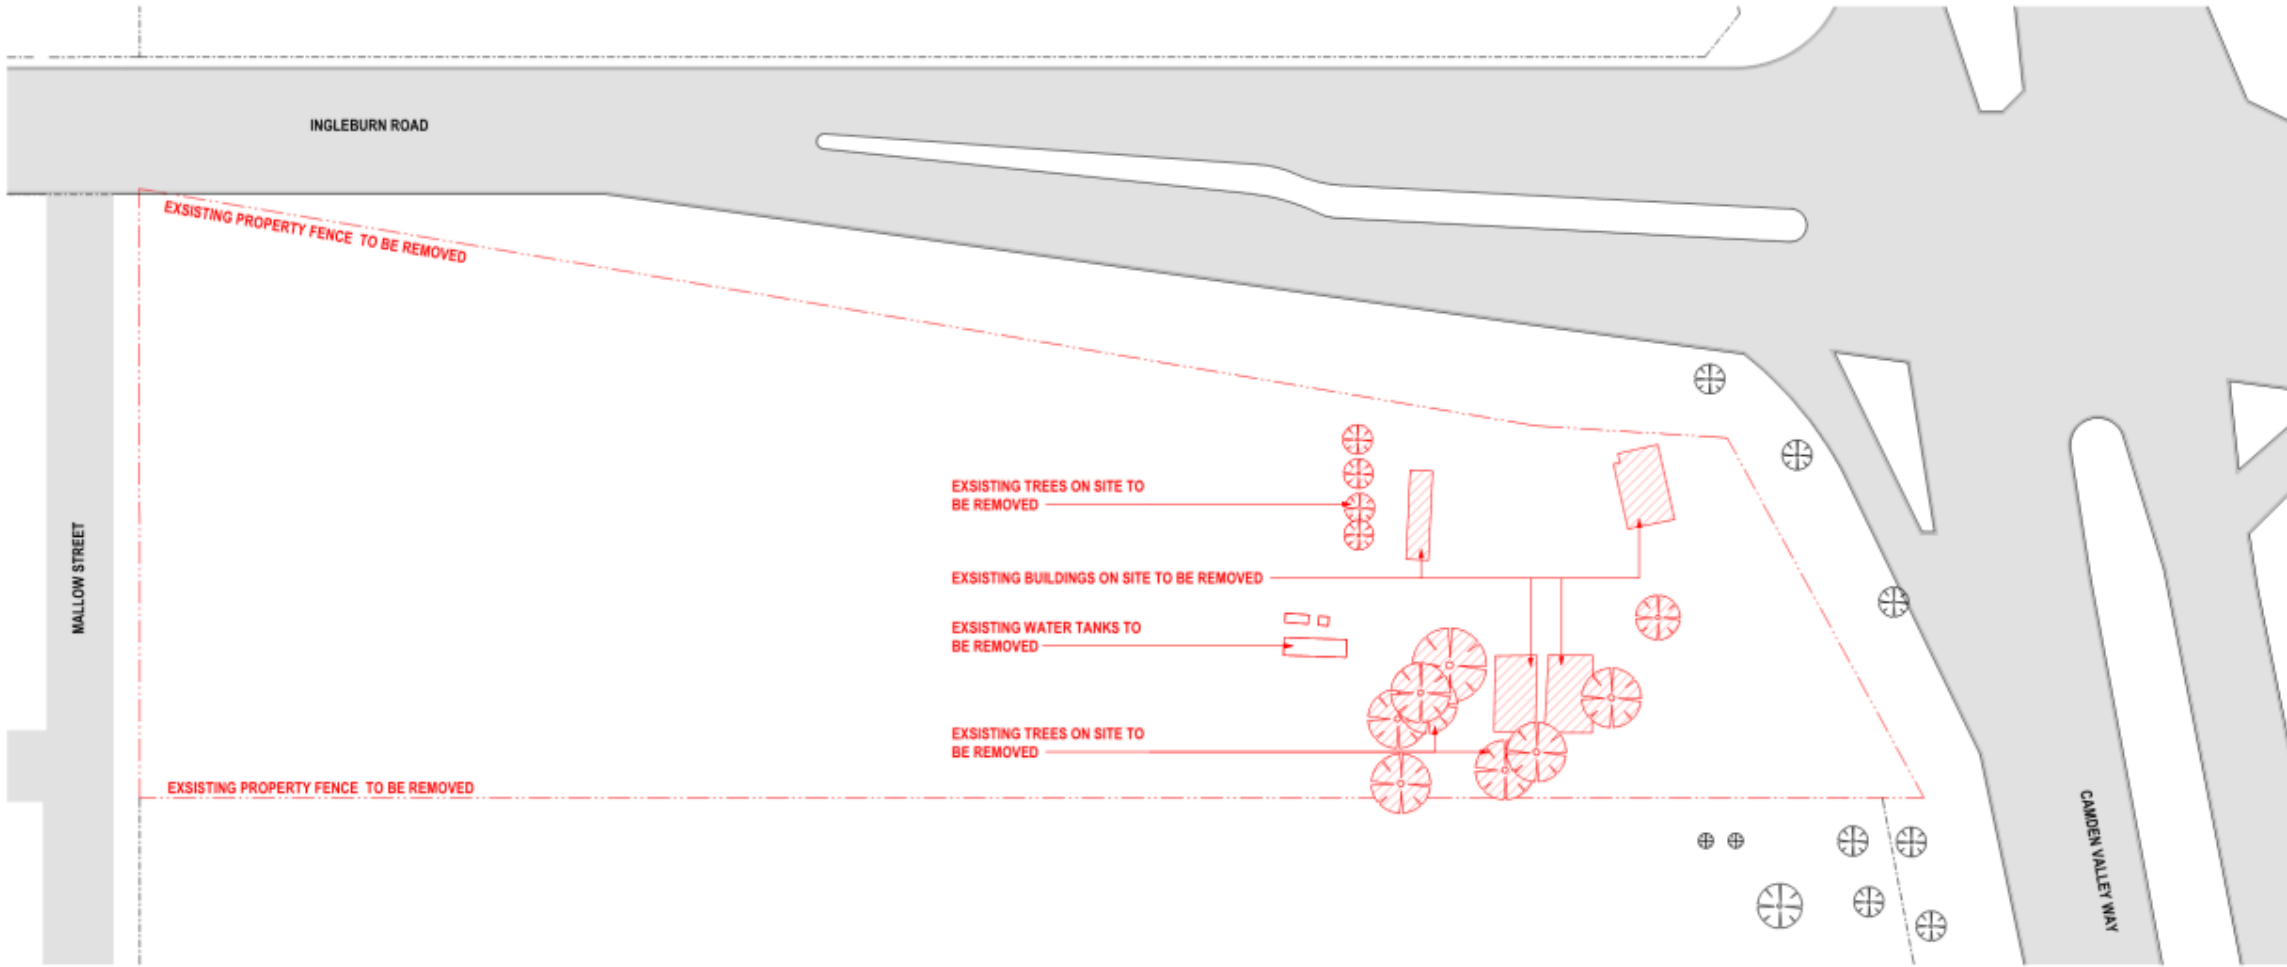 INGLEBURN ROAD
EXSISTING PROPERTY FENCE TO BE REMOVED
EXSISTING TREES ON SITE TO
BE REMOVED
EXSISTING BUILDINGS ON SITE TO BE REMOVED
MALLOW STREET
EXSISTING WATER TANKS TO
BE REMOVED
EXSISTING TREES ON SITE TO
BE REMOVED
EXSISTING PROPERTY FENCE TO BE REMOVED
CAMDEN VALLEY WAY